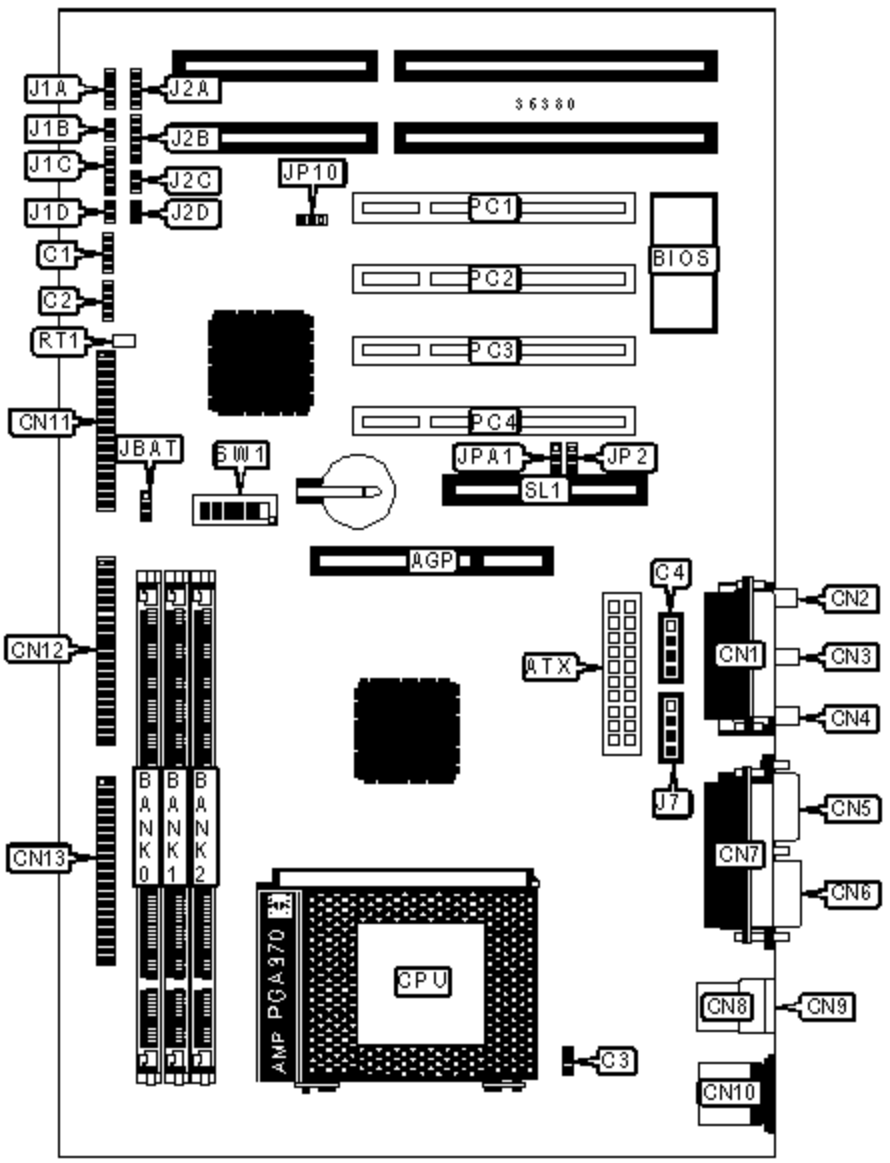 J1A
J2A
36380
J1B
J2B
J1C
JP10
J2C
J1D
J2D
PC1
C1
BIOS
PC2
C2
RT1
PC3
CN11
PC4
JBAT
SW1
JPA1
JP2
SL1
AGP
C4
CN2
CN12
ATX
CN1
CN3
CN4
BANK0
BANK1
BANK2
J7
CN5
CN13
CN7
CN6
AMP PGA370
CPU
CN8
CN9
C3
CN10